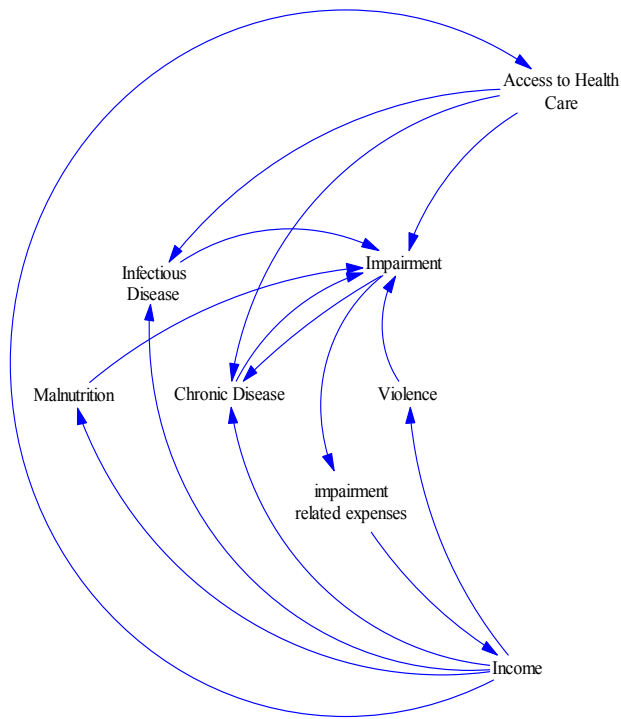 Access to Health
Care
Infectious
Disease
Impairment
Malnutrition
Chronic Disease
Violence
impairment
related expenses
Income